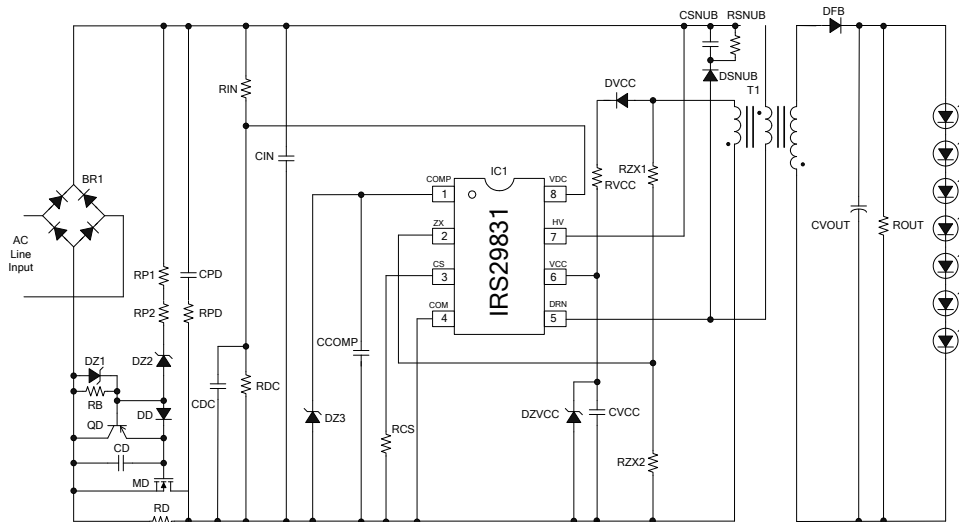 CSNUB RSNUB
DFB
DSNUB
T1
DVCC
RIN
CIN
RVCC
RZX1
IC1
COMP
1
ZX
2
CS
3
COM
4
IRS29831
VDC
8
HV
7
VCC
6
DRN
5
BR1
AC
Line
Input
RP1
RP2
CPD
RPD
DZ2
DZ1
RB
QD
DD
CD
MD
RD
CDC
RDC
DZ3
CCOMP
RCS
DZVCC
CVCC
RZX2
CVOUT
ROUT